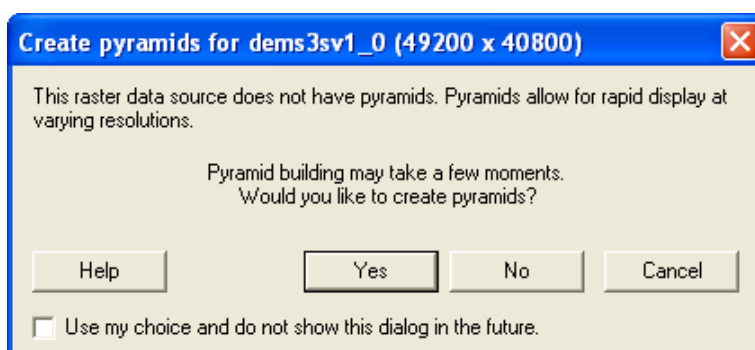 Create pyramids for dems3sv1_0 (49200 x 40800)
This raster data source does not have pyramids. Pyramids allow for rapid display at
varying resolutions.
Pyramid building may take a few moments.
Would you like to create pyramids?
Help Yes No Cancel
Use my choice and do not show this dialog in the future.